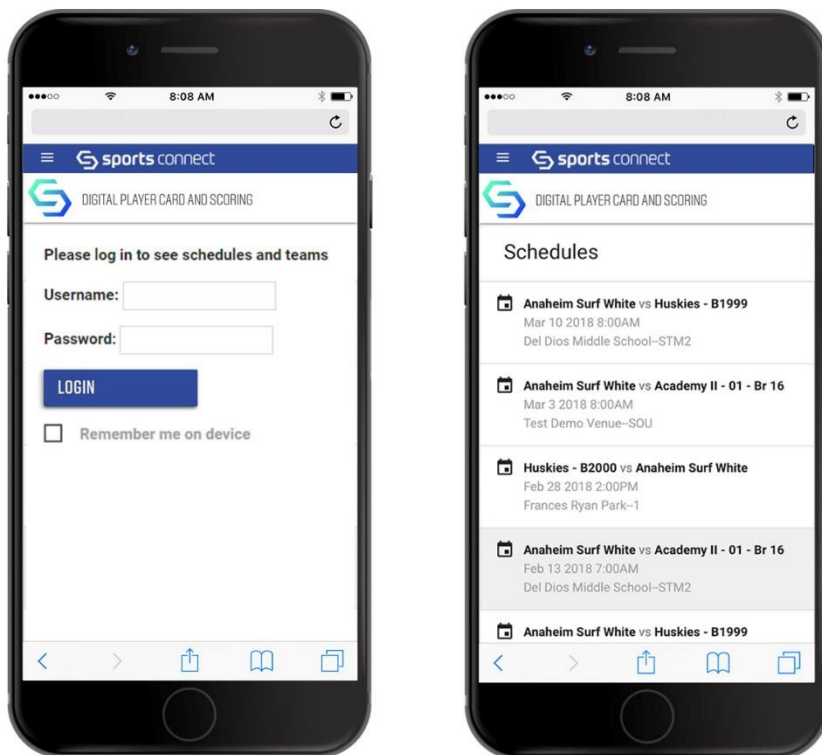 8:08 AM
sports connect
DIGITAL PLAYER CARD AND SCORING
Please log in to see schedules and teams
Username:
Password:
LOGIN
Remember me on device
8:08 AM
sports connect
DIGITAL PLAYER CARD AND SCORING
Schedules
Anaheim Surf White vs Huskies - B1999
Mar 10 2018 8:00AM
Del Dios Middle School--STM2
Anaheim Surf White vs Academy II - 01 - Br 16
Mar 3 2018 8:00AM
Test Demo Venue--SOU
Huskies - B2000 vs Anaheim Surf White
Feb 28 2018 2:00PM
Frances Ryan Park--1
Anaheim Surf White vs Academy II - 01 - Br 16
Feb 13 2018 7:00AM
Del Dios Middle School--STM2
Anaheim Surf White vs Huskies - B1999